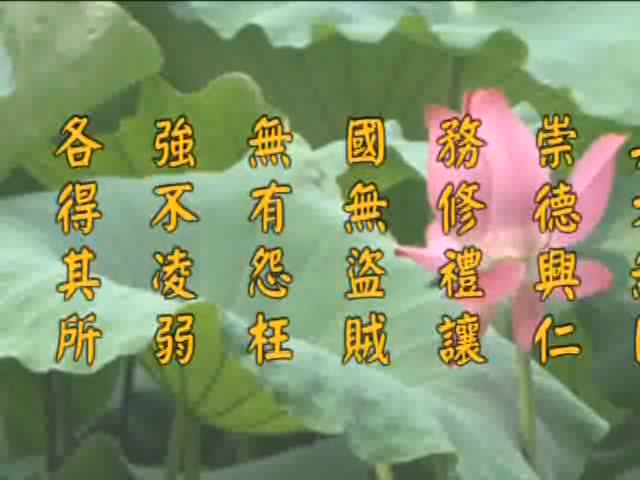 崇德興仁
務修禮讓
國無盜賊
無有怨枉
強不凌弱
各得其所